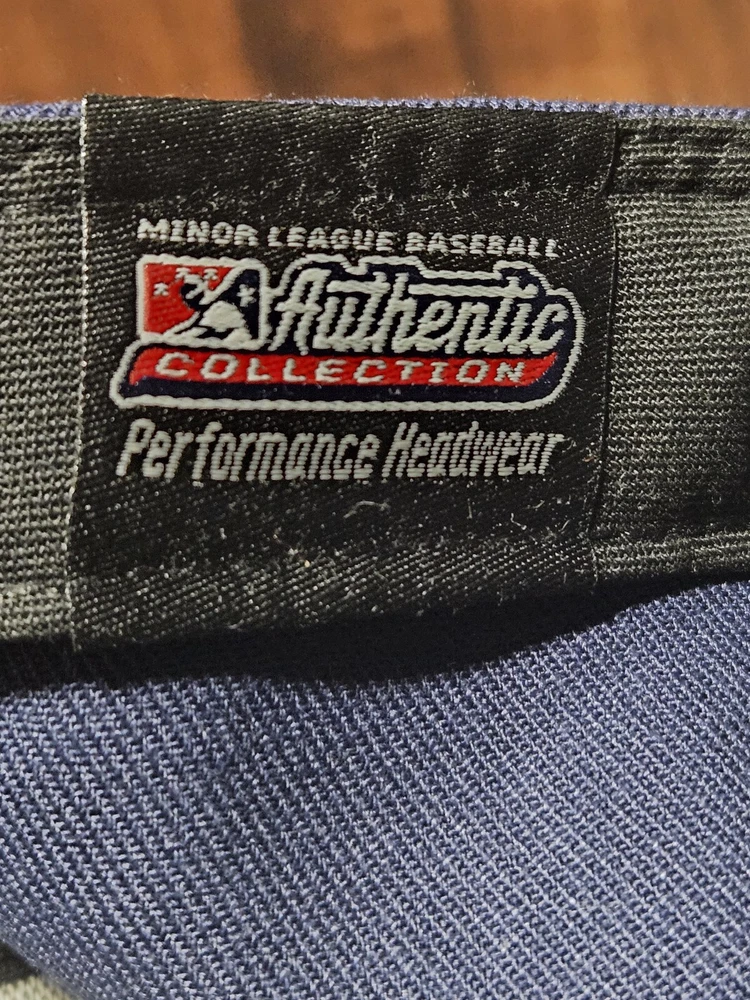 MINOR LEAGUE BASEBALL
Authentic
COLLECTION
Performance Headwear